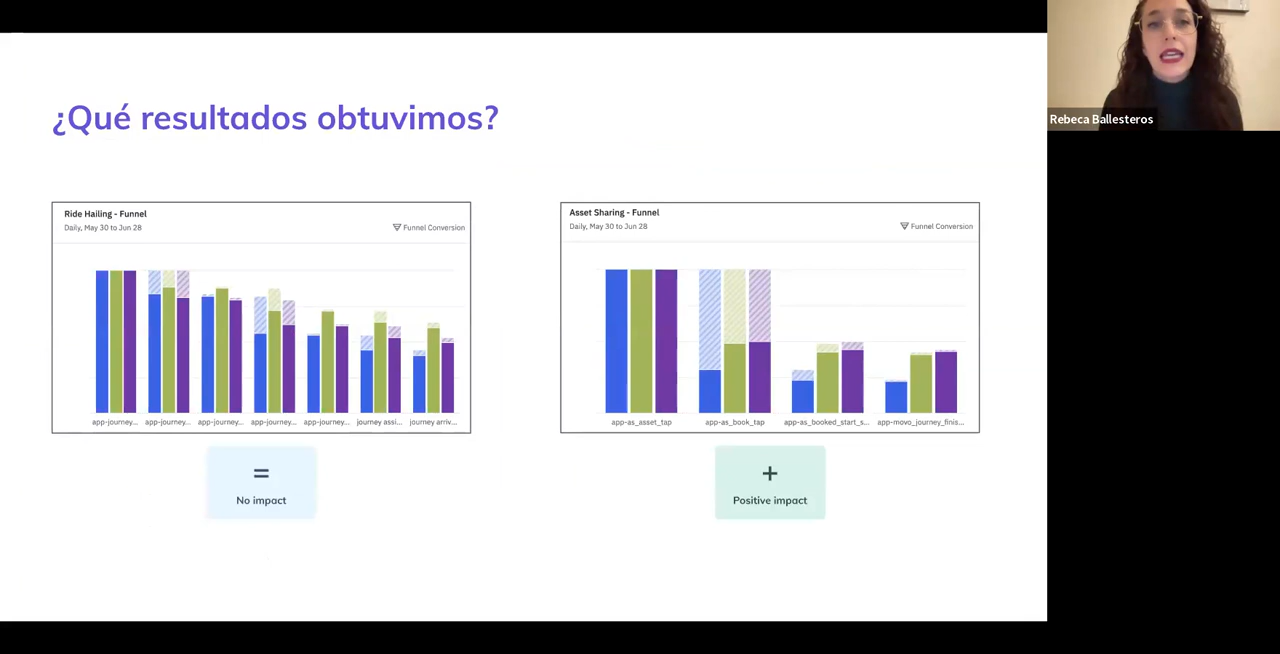 ¿Qué resultados obtuvimos?
Rebeca Ballesteros
Ride Hailing - Funnel
Daily, May 30 to Jun 28
Funnel Conversion
app-journey... app-journey... app-journey... app-journey... app-journey... journey assi... journey arriv...
=
No impact
Asset Sharing - Funnel
Daily, May 30 to Jun 28
Funnel Conversion
app-as_asset_tap app-as_book_tap app-as_booked_start_s... app-movo_journey_finis...
+
Positive impact